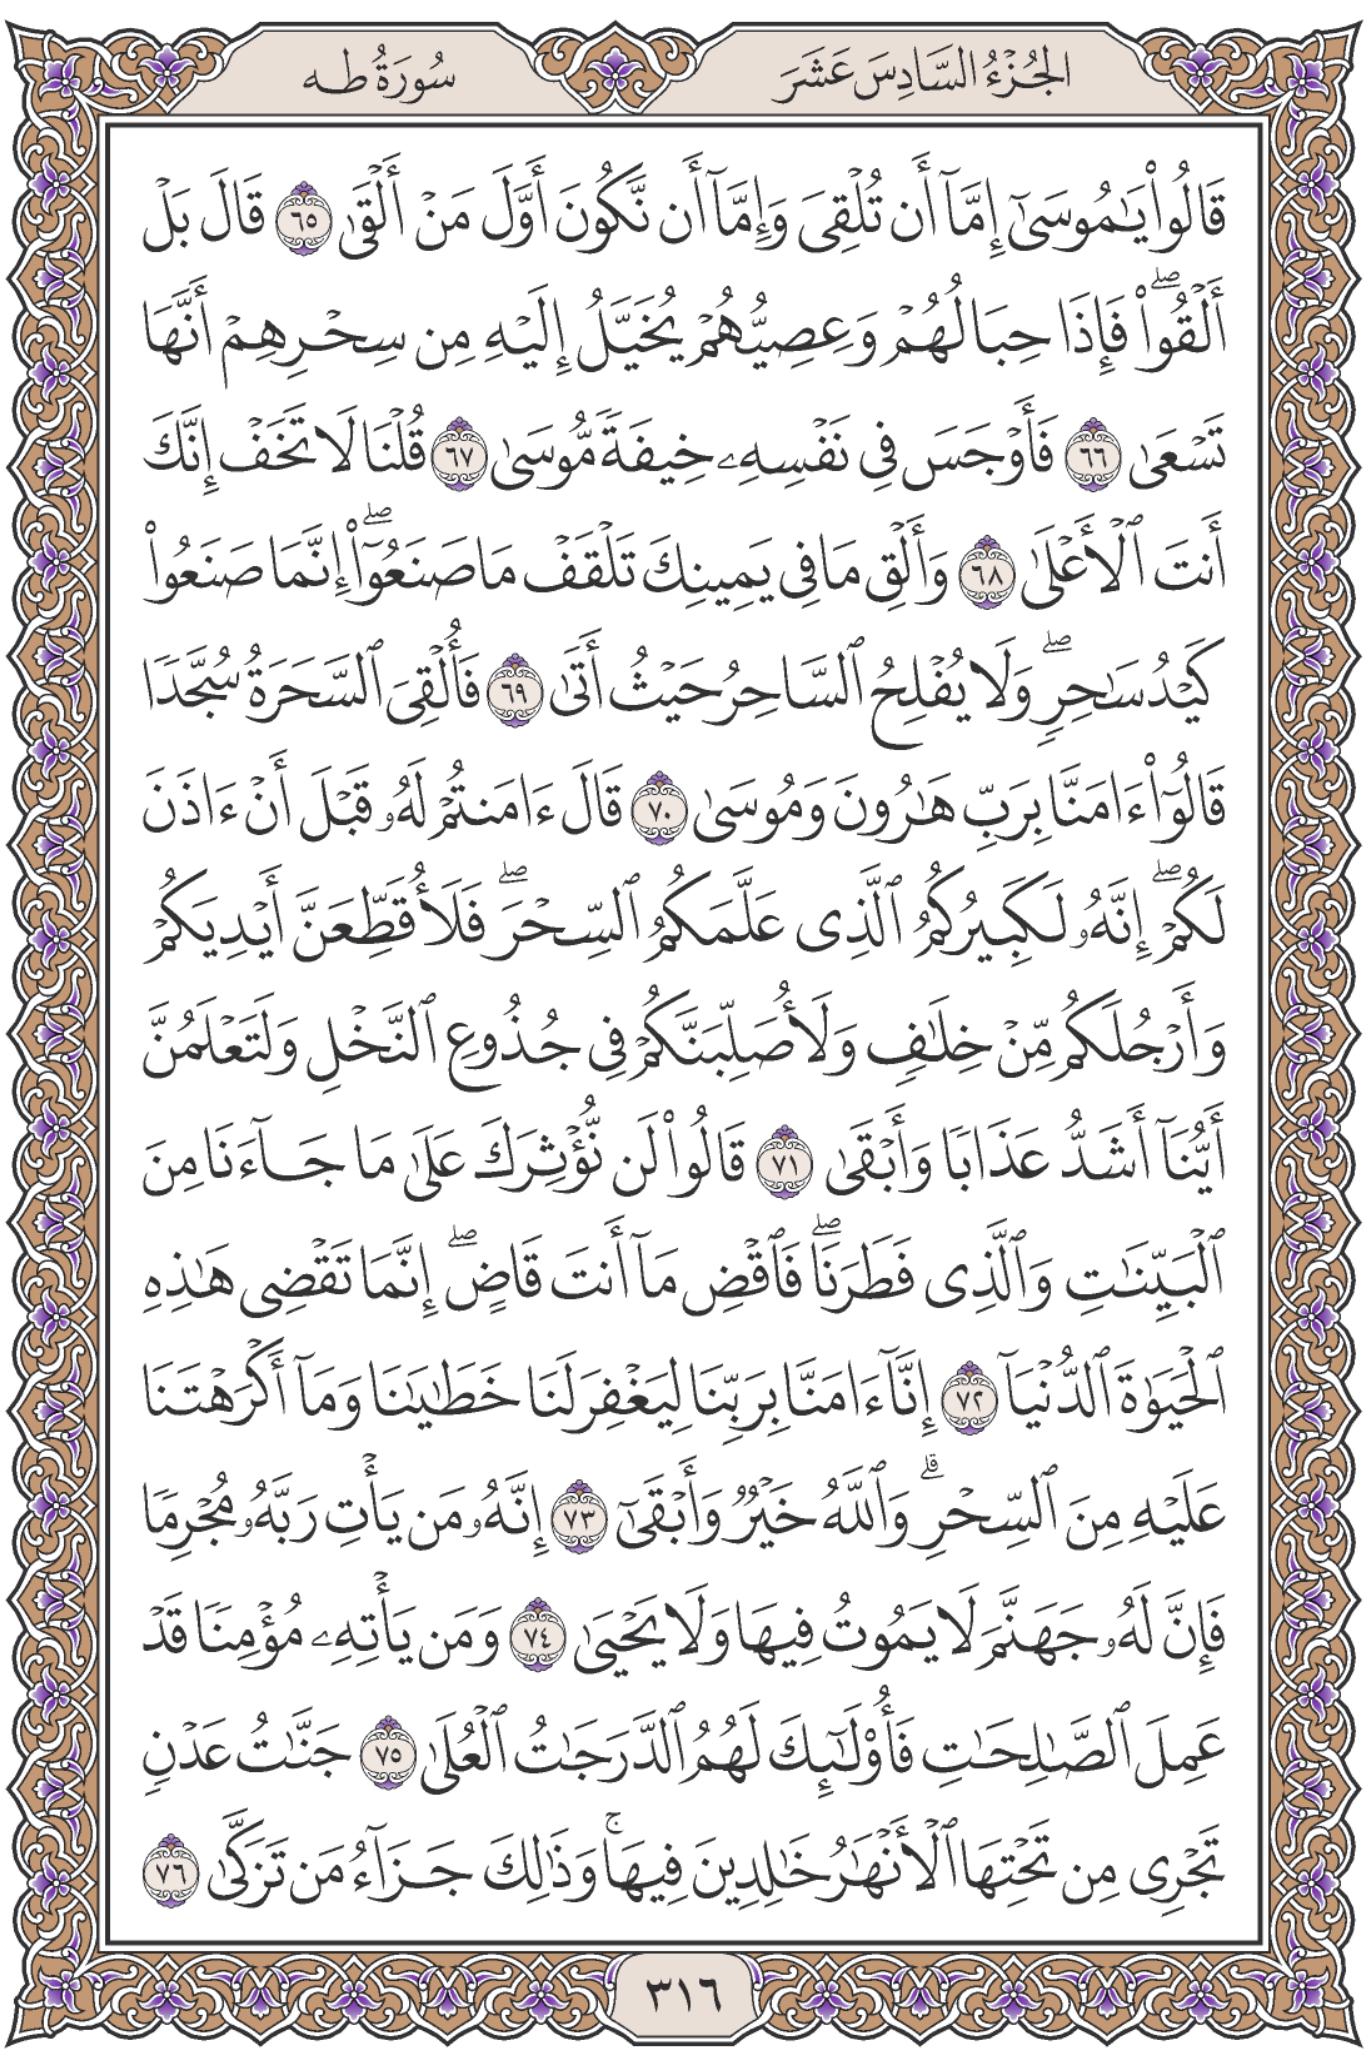 الجُزْءُ السَّادِسَ عَشَرَ
سُورَةُ طه
قَالُواْ يَٰمُوسَىٰٓ إِمَّآ أَن تُلْقِىَ وَإِمَّآ أَن نَّكُونَ أَوَّلَ مَنْ أَلْقَىٰ ٦٥ قَالَ بَلْ
أَلْقُواْۖ فَإِذَا حِبَالُهُمْ وَعِصِيُّهُمْ يُخَيَّلُ إِلَيْهِ مِن سِحْرِهِمْ أَنَّهَا
تَسْعَىٰ ٦٦ فَأَوْجَسَ فِى نَفْسِهِۦ خِيفَةً مُّوسَىٰ ٦٧ قُلْنَا لَا تَخَفْ إِنَّكَ
أَنتَ ٱلْأَعْلَىٰ ٦٨ وَأَلْقِ مَا فِى يَمِينِكَ تَلْقَفْ مَا صَنَعُوٓاْۖ إِنَّمَا صَنَعُواْ
كَيْدُ سَٰحِرٍۖ وَلَا يُفْلِحُ ٱلسَّاحِرُ حَيْثُ أَتَىٰ ٦٩ فَأُلْقِىَ ٱلسَّحَرَةُ سُجَّدًا
قَالُوٓاْ ءَامَنَّا بِرَبِّ هَٰرُونَ وَمُوسَىٰ ٧٠ قَالَ ءَامَنتُمْ لَهُۥ قَبْلَ أَنْ ءَاذَنَ
لَكُمْۖ إِنَّهُۥ لَكَبِيرُكُمُ ٱلَّذِى عَلَّمَكُمُ ٱلسِّحْرَۖ فَلَأُقَطِّعَنَّ أَيْدِيَكُمْ
وَأَرْجُلَكُم مِّنْ خِلَٰفٍ وَلَأُصَلِّبَنَّكُمْ فِى جُذُوعِ ٱلنَّخْلِ وَلَتَعْلَمُنَّ
أَيُّنَآ أَشَدُّ عَذَابًا وَأَبْقَىٰ ٧١ قَالُواْ لَن نُّؤْثِرَكَ عَلَىٰ مَا جَآءَنَا مِنَ
ٱلْبَيِّنَٰتِ وَٱلَّذِى فَطَرَنَاۖ فَٱقْضِ مَآ أَنتَ قَاضٍۖ إِنَّمَا تَقْضِى هَٰذِهِ
ٱلْحَيَوٰةَ ٱلدُّنْيَآ ٧٢ إِنَّآ ءَامَنَّا بِرَبِّنَا لِيَغْفِرَ لَنَا خَطَٰيَٰنَا وَمَآ أَكْرَهْتَنَا
عَلَيْهِ مِنَ ٱلسِّحْرِۗ وَٱللَّهُ خَيْرٌ وَأَبْقَىٰٓ ٧٣ إِنَّهُۥ مَن يَأْتِ رَبَّهُۥ مُجْرِمًا
فَإِنَّ لَهُۥ جَهَنَّمَ لَا يَمُوتُ فِيهَا وَلَا يَحْيَىٰ ٧٤ وَمَن يَأْتِهِۦ مُؤْمِنًا قَدْ
عَمِلَ ٱلصَّٰلِحَٰتِ فَأُوْلَٰٓئِكَ لَهُمُ ٱلدَّرَجَٰتُ ٱلْعُلَىٰ ٧٥ جَنَّٰتُ عَدْنٍ
تَجْرِى مِن تَحْتِهَا ٱلْأَنْهَٰرُ خَٰلِدِينَ فِيهَاۚ وَذَٰلِكَ جَزَآءُ مَن تَزَكَّىٰ ٧٦
٣١٦